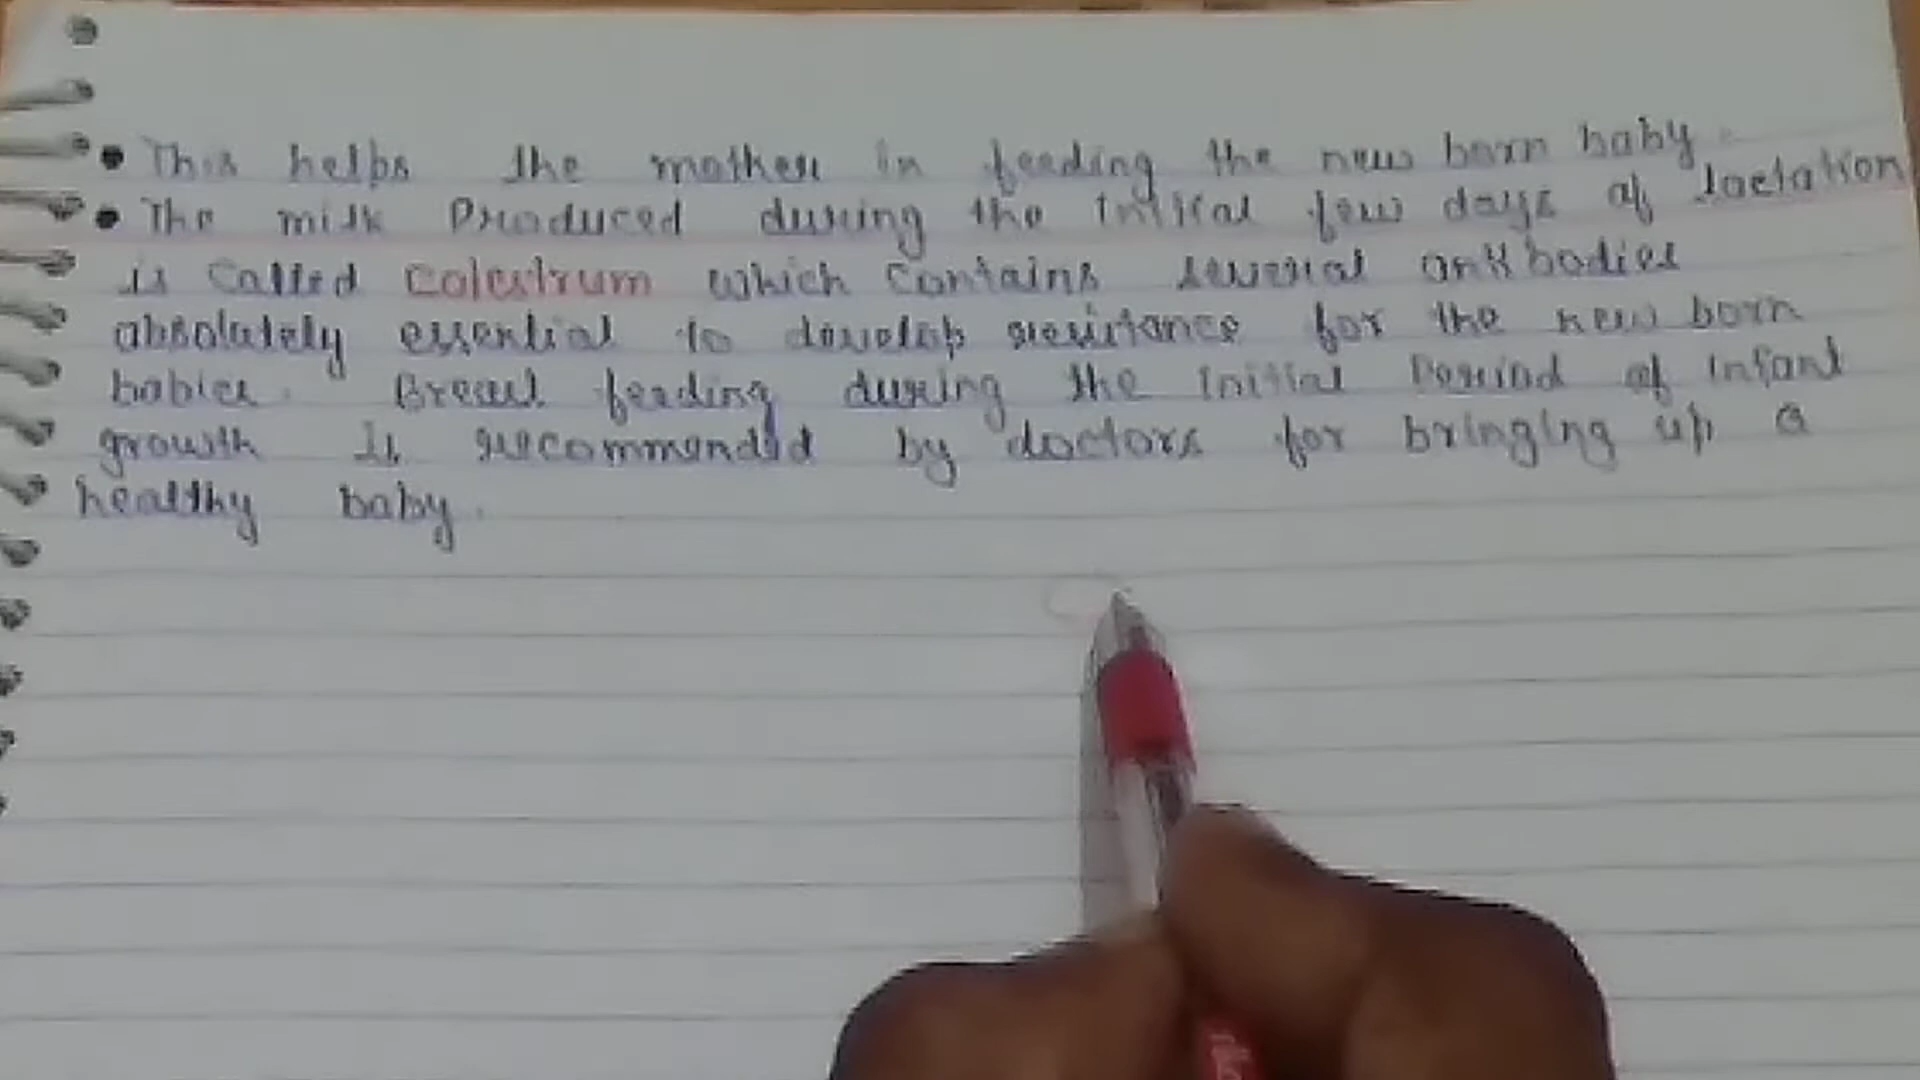 • This helps the mother in feeding the new born baby.
• The milk Produced during the initial few days of lactation
is called colostrum which contains several antibodies
absolutely essential to develop resistance for the new born
babies. Breast feeding during the initial Period of infant
growth is recommended by doctors for bringing up a
healthy baby.